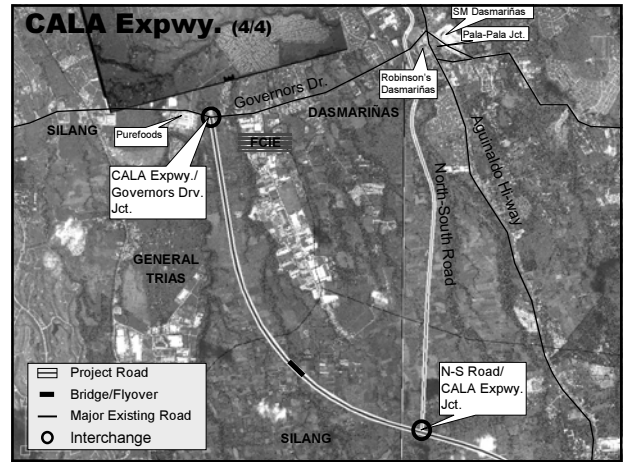 CALA Expwy. (4/4)
SM Dasmariñas
Pala-Pala Jct.
Robinson's
Dasmariñas
Governors Dr.
DASMARIÑAS
SILANG
Purefoods
FCIE
Aguinaldo Hi-way
CALA Expwy./
Governors Drv.
Jct.
North-South Road
GENERAL
TRIAS
Project Road
Bridge/Flyover
Major Existing Road
Interchange
N-S Road/
CALA Expwy.
Jct.
SILANG